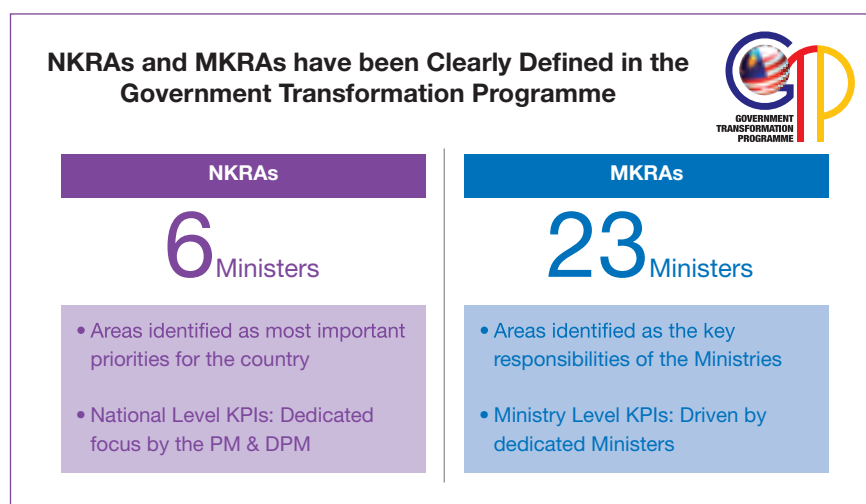 NKRAs and MKRAs have been Clearly Defined in the
Government Transformation Programme
GTP
GOVERNMENT
TRANSFORMATION
PROGRAMME
NKRAs
6 Ministers
• Areas identified as most important
priorities for the country
• National Level KPIs: Dedicated
focus by the PM & DPM
MKRAs
23 Ministers
• Areas identified as the key
responsibilities of the Ministries
• Ministry Level KPIs: Driven by
dedicated Ministers